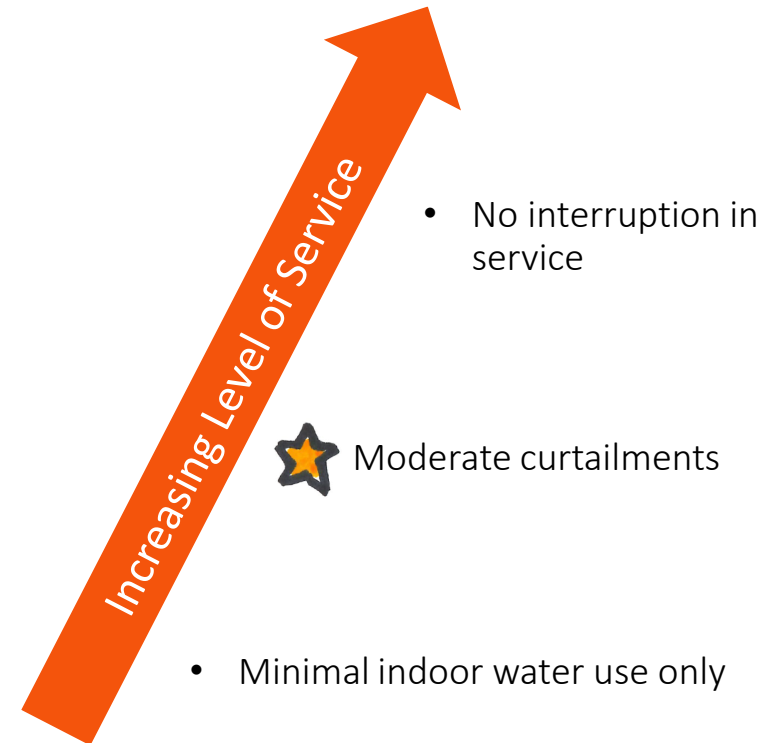 Increasing Level of Service
• No interruption in
service
Moderate curtailments
• Minimal indoor water use only